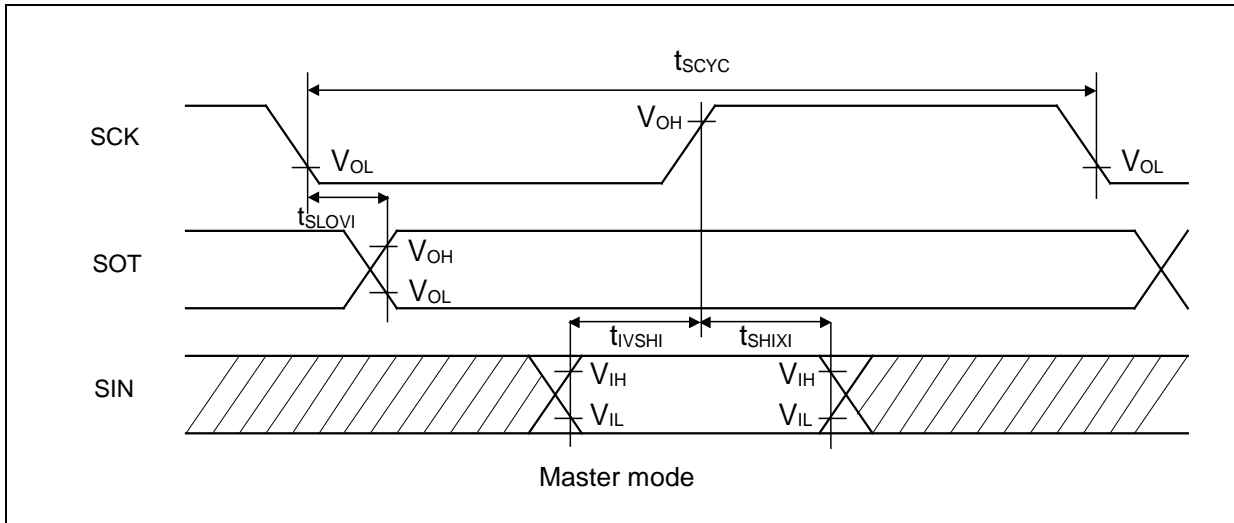 tSCYC
SCK
VOH
VOL
VOL
tSLOVI
SOT
VOH
VOL
tIVSHI
tSHIXI
SIN
VIH
VIH
VIL
VIL
Master mode